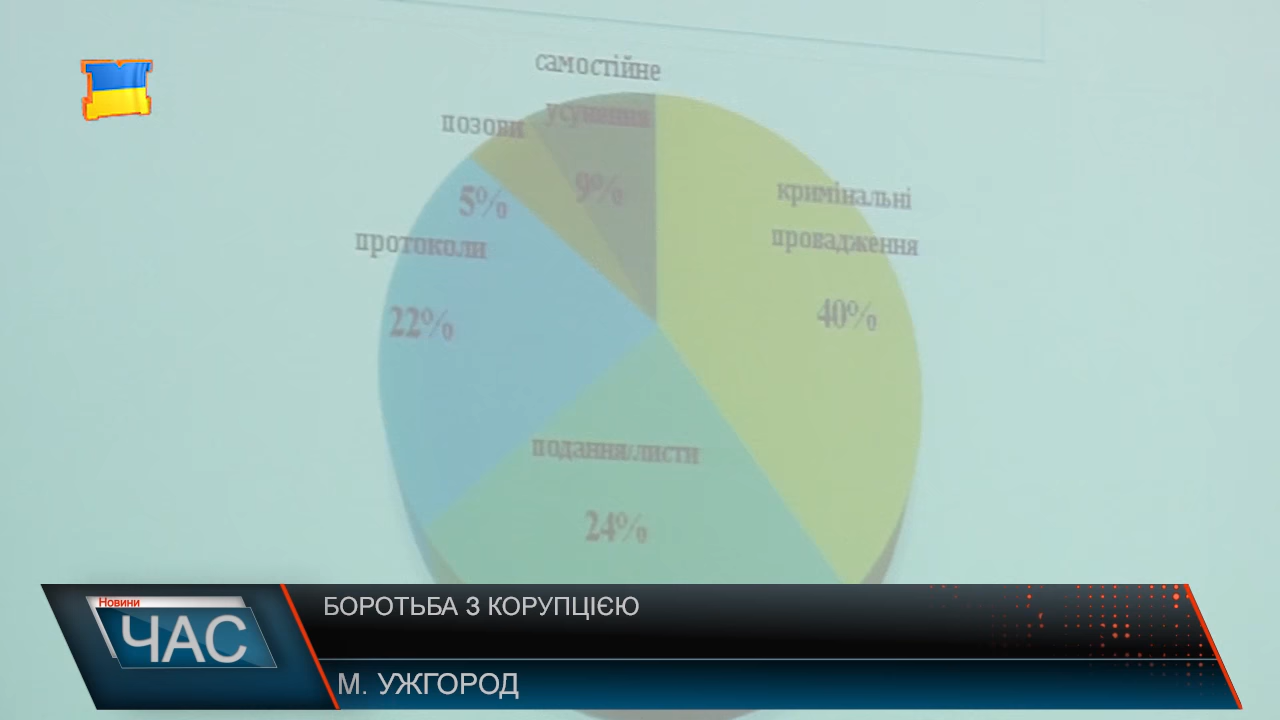 самостійне
усунення
9%
позови
5%
протоколи
22%
кримінальні
провадження
40%
подання/листи
24%
Новини
ЧАС
БОРОТЬБА З КОРУПЦІЄЮ
М. УЖГОРОД